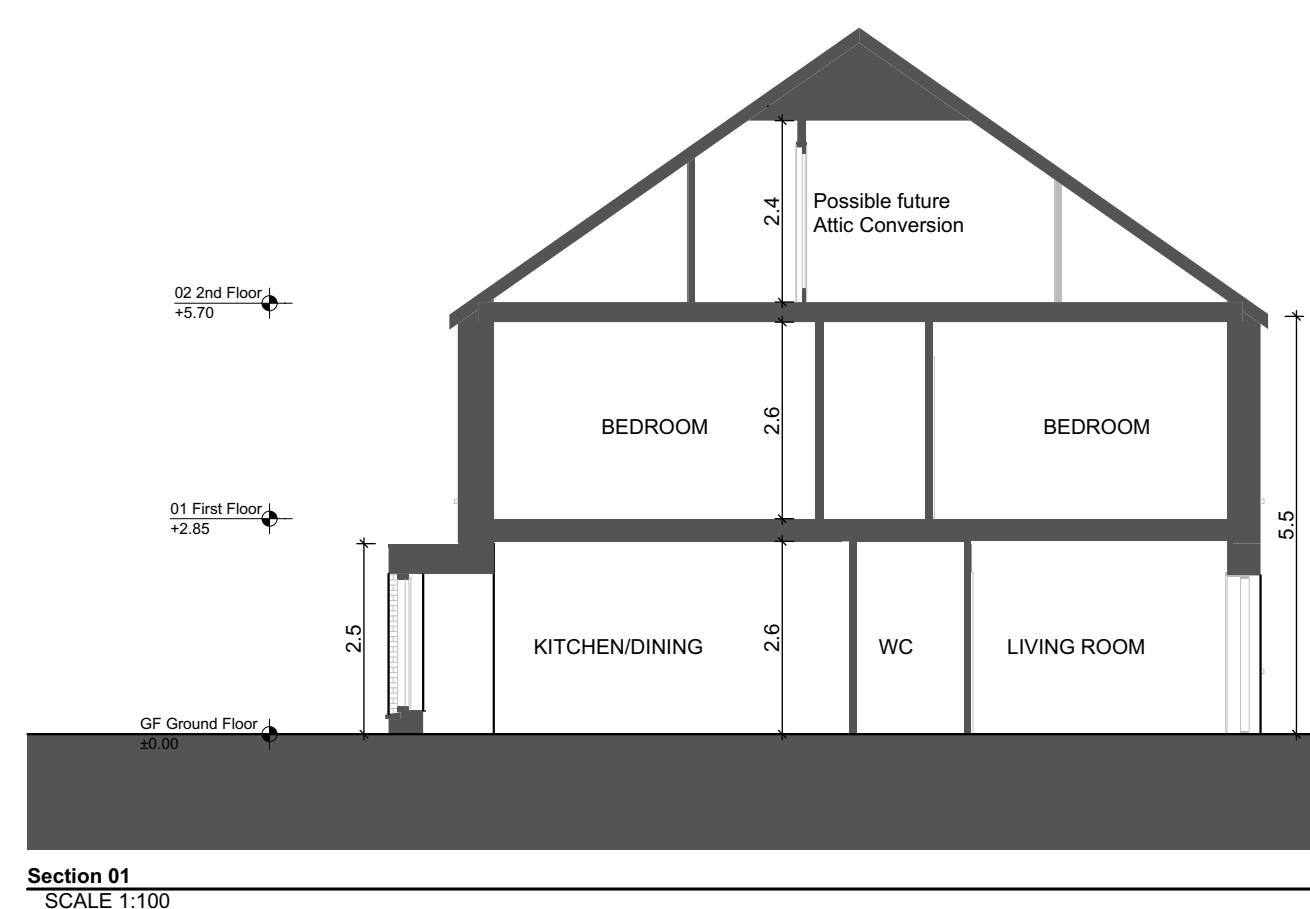 2.4
Possible future
Attic Conversion
02 2nd Floor
+5.70
BEDROOM
2.6
BEDROOM
01 First Floor
+2.85
5.5
2.5
KITCHEN/DINING
2.6
WC
LIVING ROOM
GF Ground Floor
±0.00
Section 01
SCALE 1:100